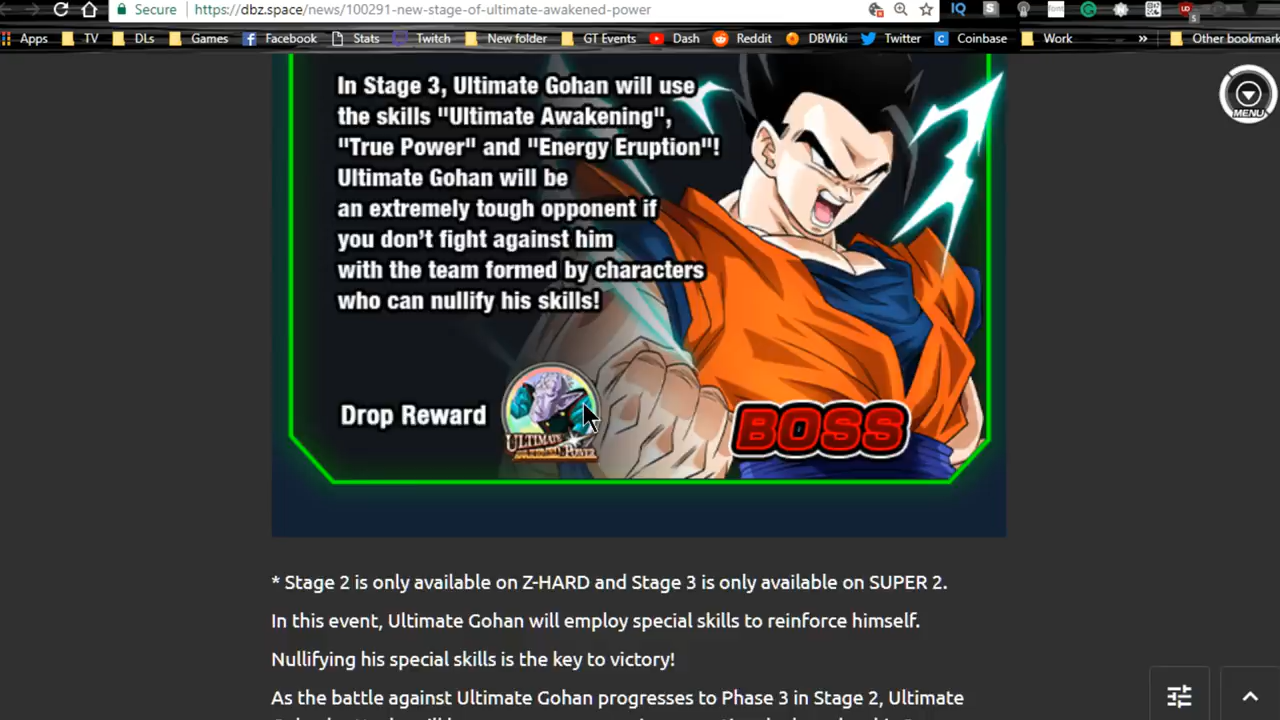 Secure https://dbz.space/news/100291-new-stage-of-ultimate-awakened-power
Apps TV DLs Games Facebook Stats Twitch New folder GT Events Dash Reddit DBWiki Twitter Coinbase Work » Other bookmark
MENU
In Stage 3, Ultimate Gohan will use
the skills "Ultimate Awakening",
"True Power" and "Energy Eruption"!
Ultimate Gohan will be
an extremely tough opponent if
you don't fight against him
with the team formed by characters
who can nullify his skills!
Drop Reward
ULTIMATE
AWAKENED POWER
BOSS
* Stage 2 is only available on Z-HARD and Stage 3 is only available on SUPER 2.
In this event, Ultimate Gohan will employ special skills to reinforce himself.
Nullifying his special skills is the key to victory!
As the battle against Ultimate Gohan progresses to Phase 3 in Stage 2, Ultimate